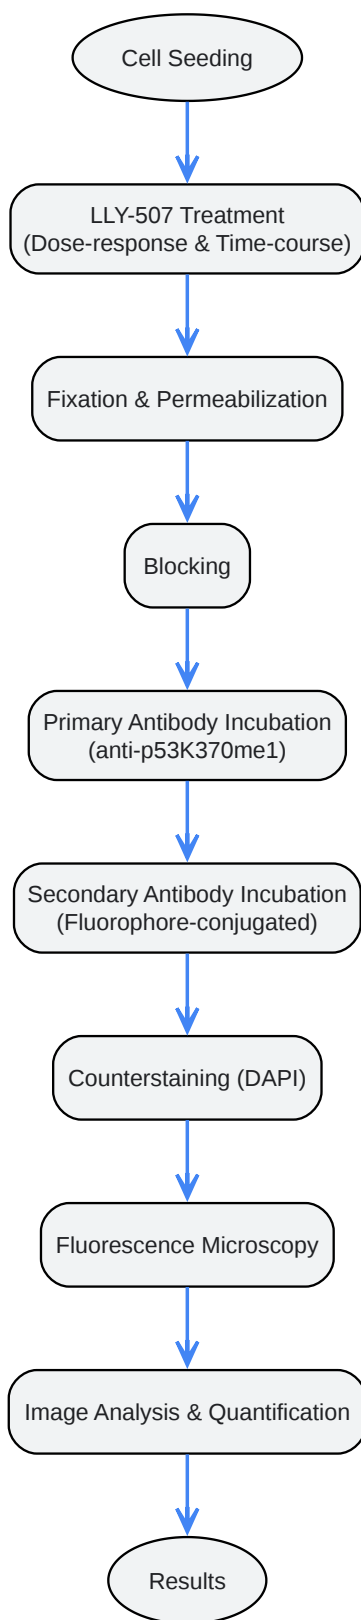 Cell Seeding
LLY-507 Treatment
(Dose-response & Time-course)
Fixation & Permeabilization
Blocking
Primary Antibody Incubation
(anti-p53K370me1)
Secondary Antibody Incubation
(Fluorophore-conjugated)
Counterstaining (DAPI)
Fluorescence Microscopy
Image Analysis & Quantification
Results